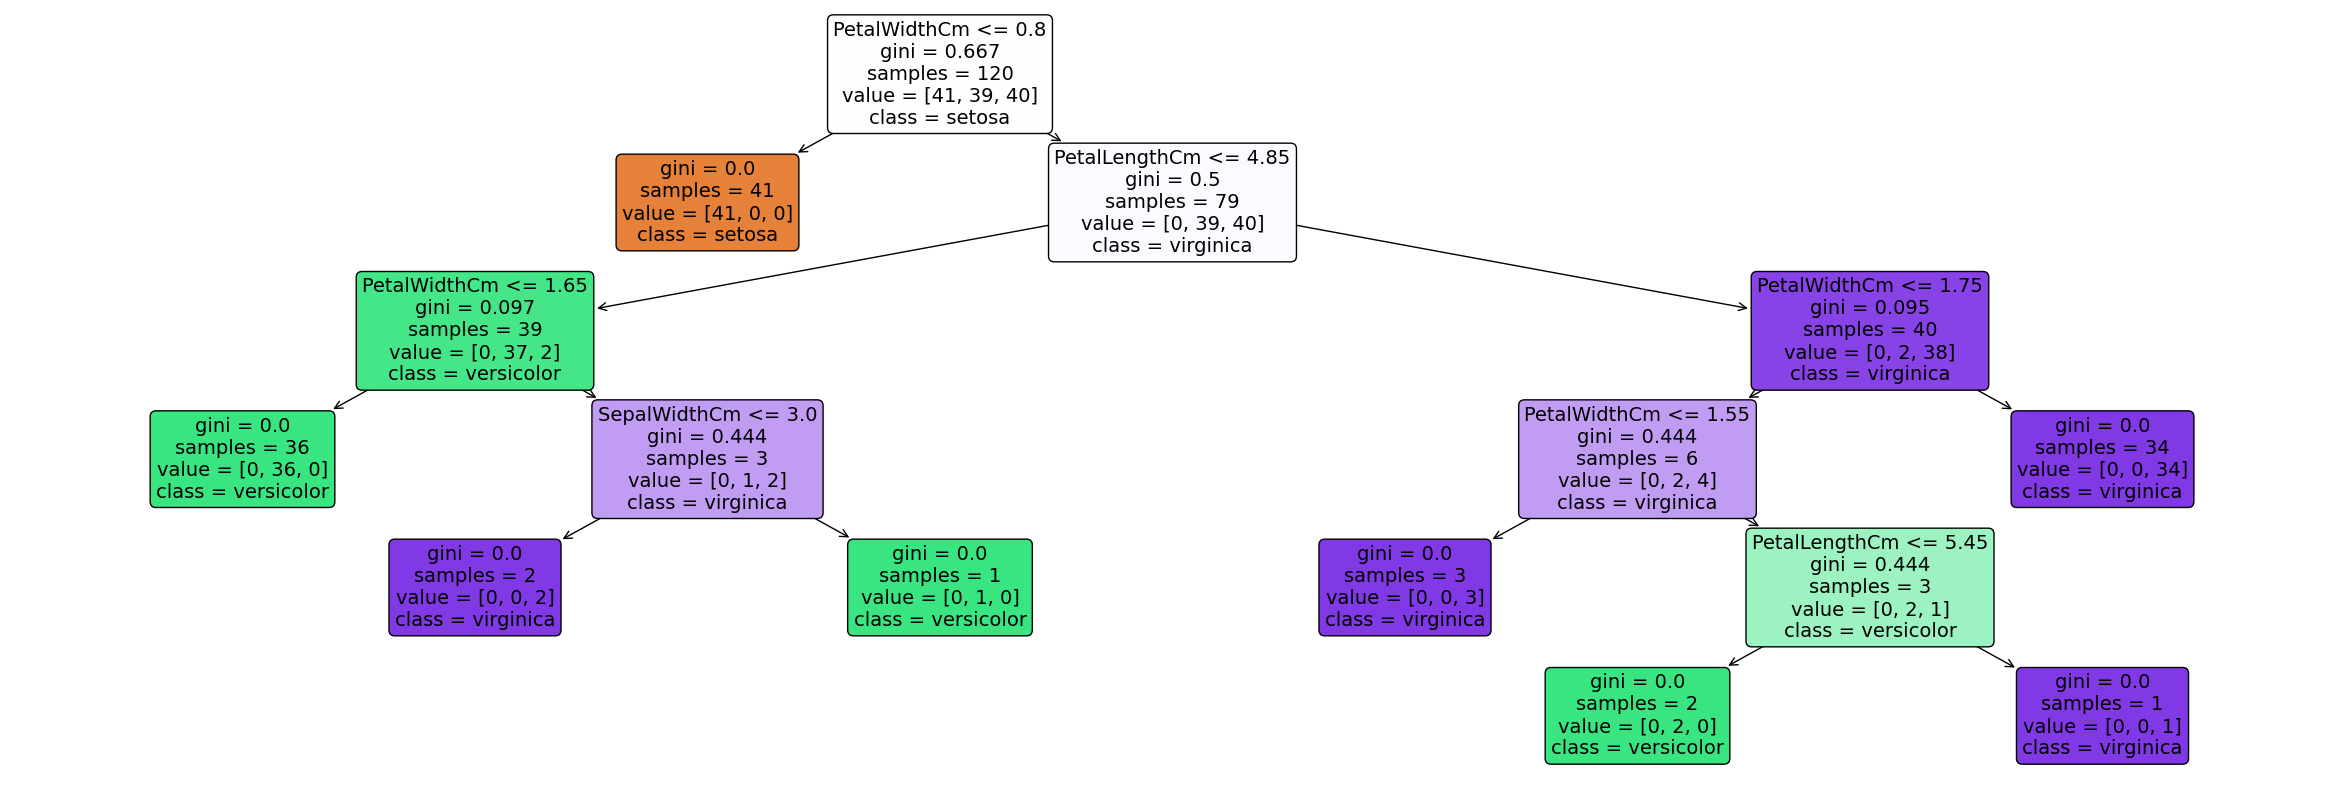 PetalWidthCm <= 0.8
gini = 0.667
samples = 120
value = [41, 39, 40]
class = setosa
gini = 0.0
samples = 41
value = [41, 0, 0]
class = setosa
PetalLengthCm <= 4.85
gini = 0.5
samples = 79
value = [0, 39, 40]
class = virginica
PetalWidthCm <= 1.65
gini = 0.097
samples = 39
value = [0, 37, 2]
class = versicolor
PetalWidthCm <= 1.75
gini = 0.095
samples = 40
value = [0, 2, 38]
class = virginica
gini = 0.0
samples = 36
value = [0, 36, 0]
class = versicolor
SepalWidthCm <= 3.0
gini = 0.444
samples = 3
value = [0, 1, 2]
class = virginica
PetalWidthCm <= 1.55
gini = 0.444
samples = 6
value = [0, 2, 4]
class = virginica
gini = 0.0
samples = 34
value = [0, 0, 34]
class = virginica
gini = 0.0
samples = 2
value = [0, 0, 2]
class = virginica
gini = 0.0
samples = 1
value = [0, 1, 0]
class = versicolor
gini = 0.0
samples = 3
value = [0, 0, 3]
class = virginica
PetalLengthCm <= 5.45
gini = 0.444
samples = 3
value = [0, 2, 1]
class = versicolor
gini = 0.0
samples = 2
value = [0, 2, 0]
class = versicolor
gini = 0.0
samples = 1
value = [0, 0, 1]
class = virginica